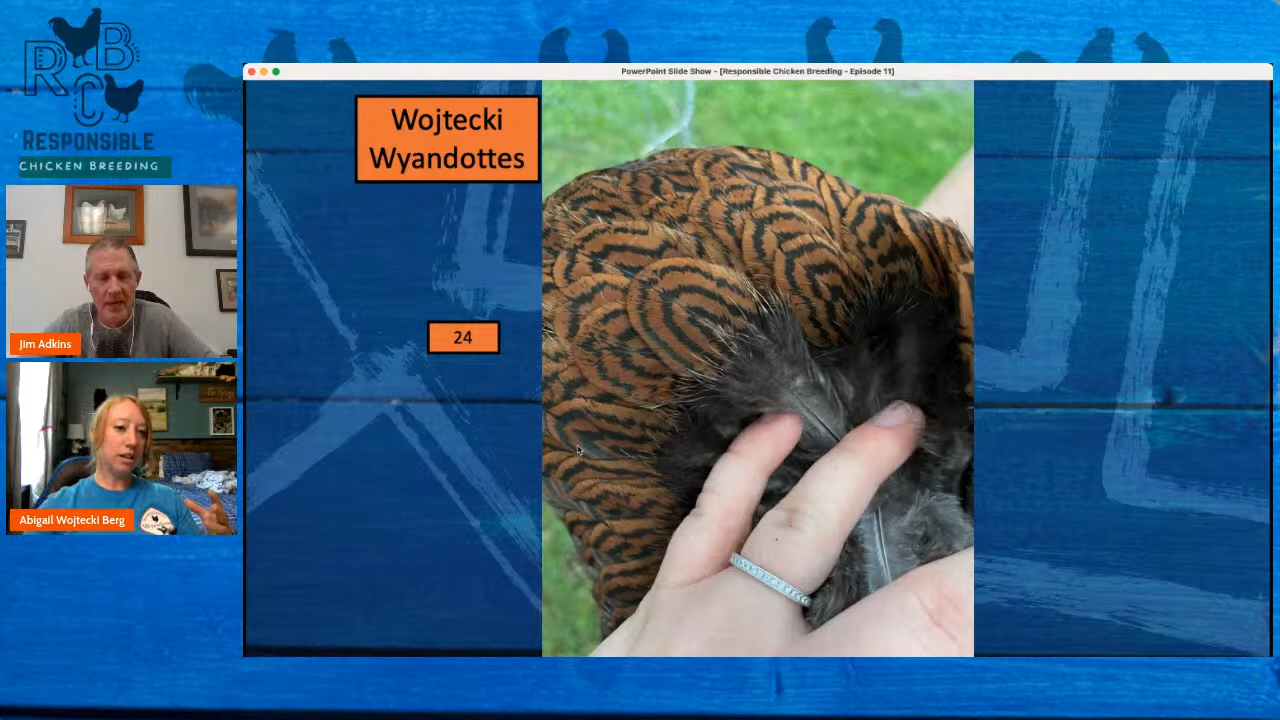 R B C
RESPONSIBLE
CHICKEN BREEDING
PowerPoint Slide Show - [Responsible Chicken Breeding - Episode 11]
Wojtecki
Wyandottes
24
Jim Adkins
Abigail Wojtecki Berg